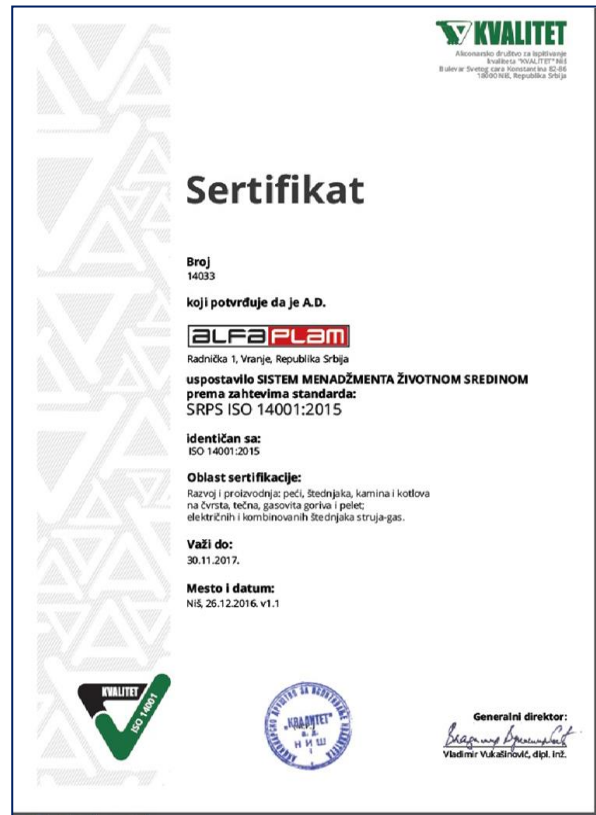 KVALITET
Akcionarsko društvo za ispitivanje
kvaliteta "KVALITET" Niš
Bulevar Svetog cara Konstantina 82-86
18000 Niš, Republika Srbija
Sertifikat
Broj
14033
koji potvrđuje da je A.D.
ALFA PLAM
Radnička 1, Vranje, Republika Srbija
uspostavilo SISTEM MENADŽMENTA ŽIVOTNOM SREDINOM
prema zahtevima standarda:
SRPS ISO 14001:2015
identičan sa:
ISO 14001:2015
Oblast sertifikacije:
Razvoj i proizvodnja: peći, štednjaka, kamina i kotlova
na čvrsta, tečna, gasovita goriva i pelet;
električnih i kombinovanih štednjaka struja-gas.
Važi do:
30.11.2017.
Mesto i datum:
Niš, 26.12.2016. v1.1
KVALITET
ISO 14001
„КВАЛИТЕТ"
НИШ
Generalni direktor:
Vladimir Vukašinović, dipl. inž.